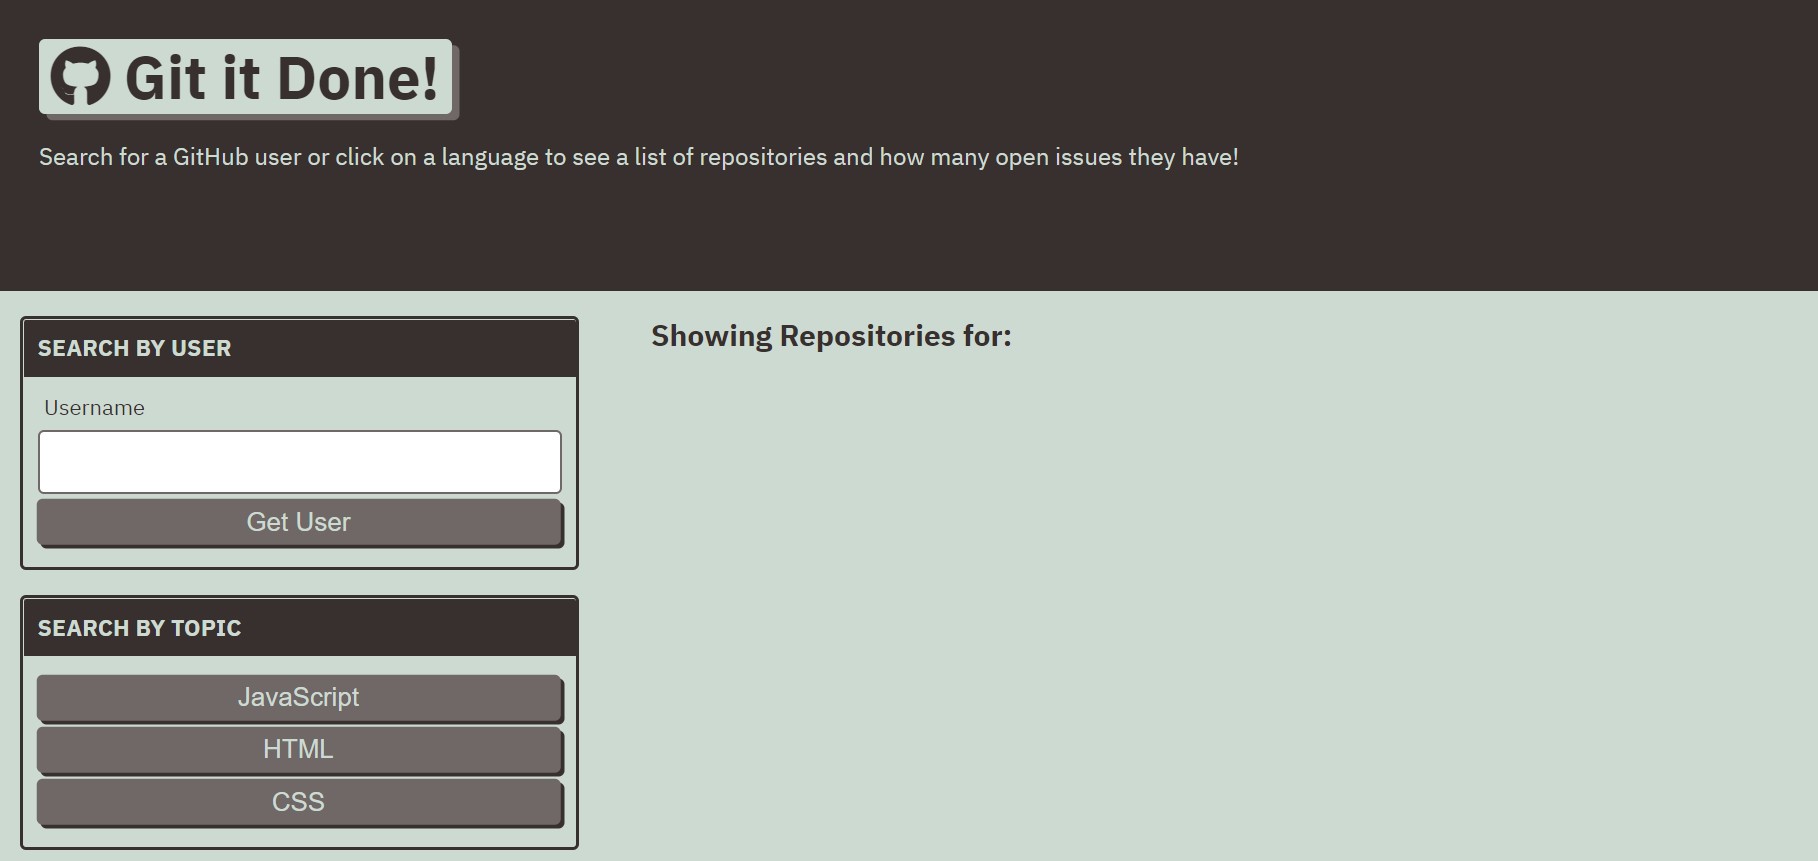 Git it Done!
Search for a GitHub user or click on a language to see a list of repositories and how many open issues they have!
SEARCH BY USER
Username
Get User
SEARCH BY TOPIC
JavaScript
HTML
CSS
Showing Repositories for: